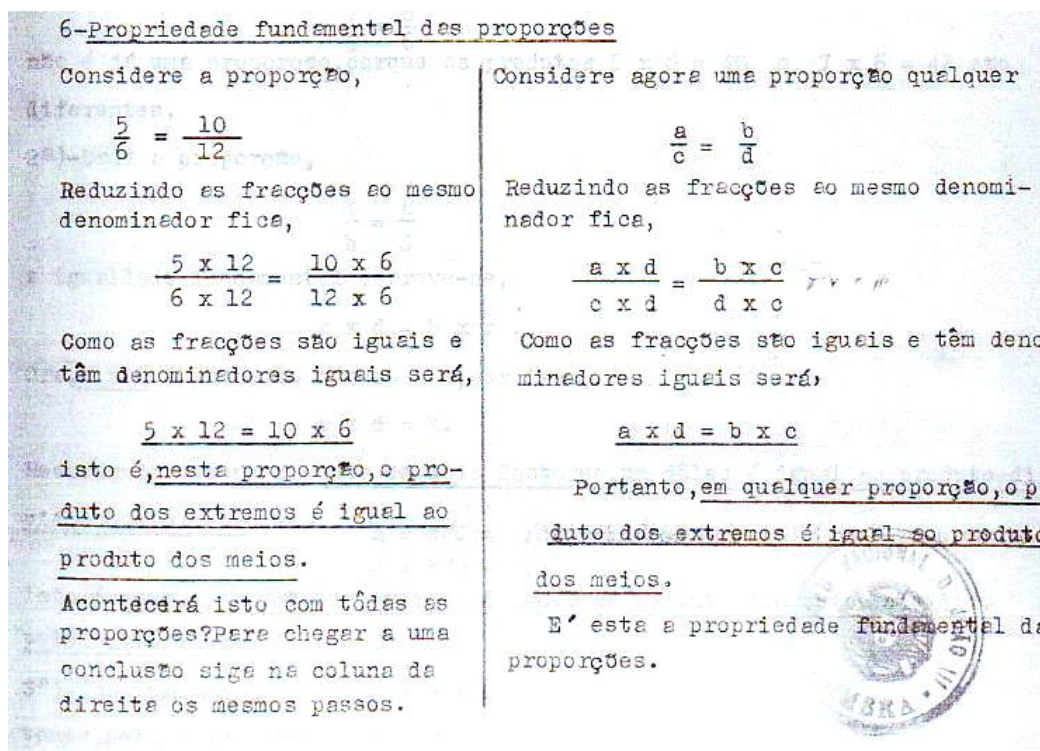 6-Propriedade fundamental das proporções
Considere a proporção,
5/6 = 10/12
Reduzindo as fracções ao mesmo
denominador fica,
5 x 12 / 6 x 12 = 10 x 6 / 12 x 6
Como as fracções são iguais e
têm denominadores iguais será,
5 x 12 = 10 x 6
isto é,nesta proporção,o pro-
duto dos extremos é igual ao
produto dos meios.
Acontecerá isto com tôdas as
proporções?Para chegar a uma
conclusão siga na coluna da
direita os mesmos passos.
Considere agora uma proporção qualquer
a/c = b/d
Reduzindo as fracções ao mesmo denomi-
nador fica,
a x d / c x d = b x c / d x c
Como as fracções são iguais e têm deno
minadores iguais será,
a x d = b x c
Portanto,em qualquer proporção,o p
duto dos extremos é igual ao produto
dos meios.
E' esta a propriedade fundamental da
proporções.